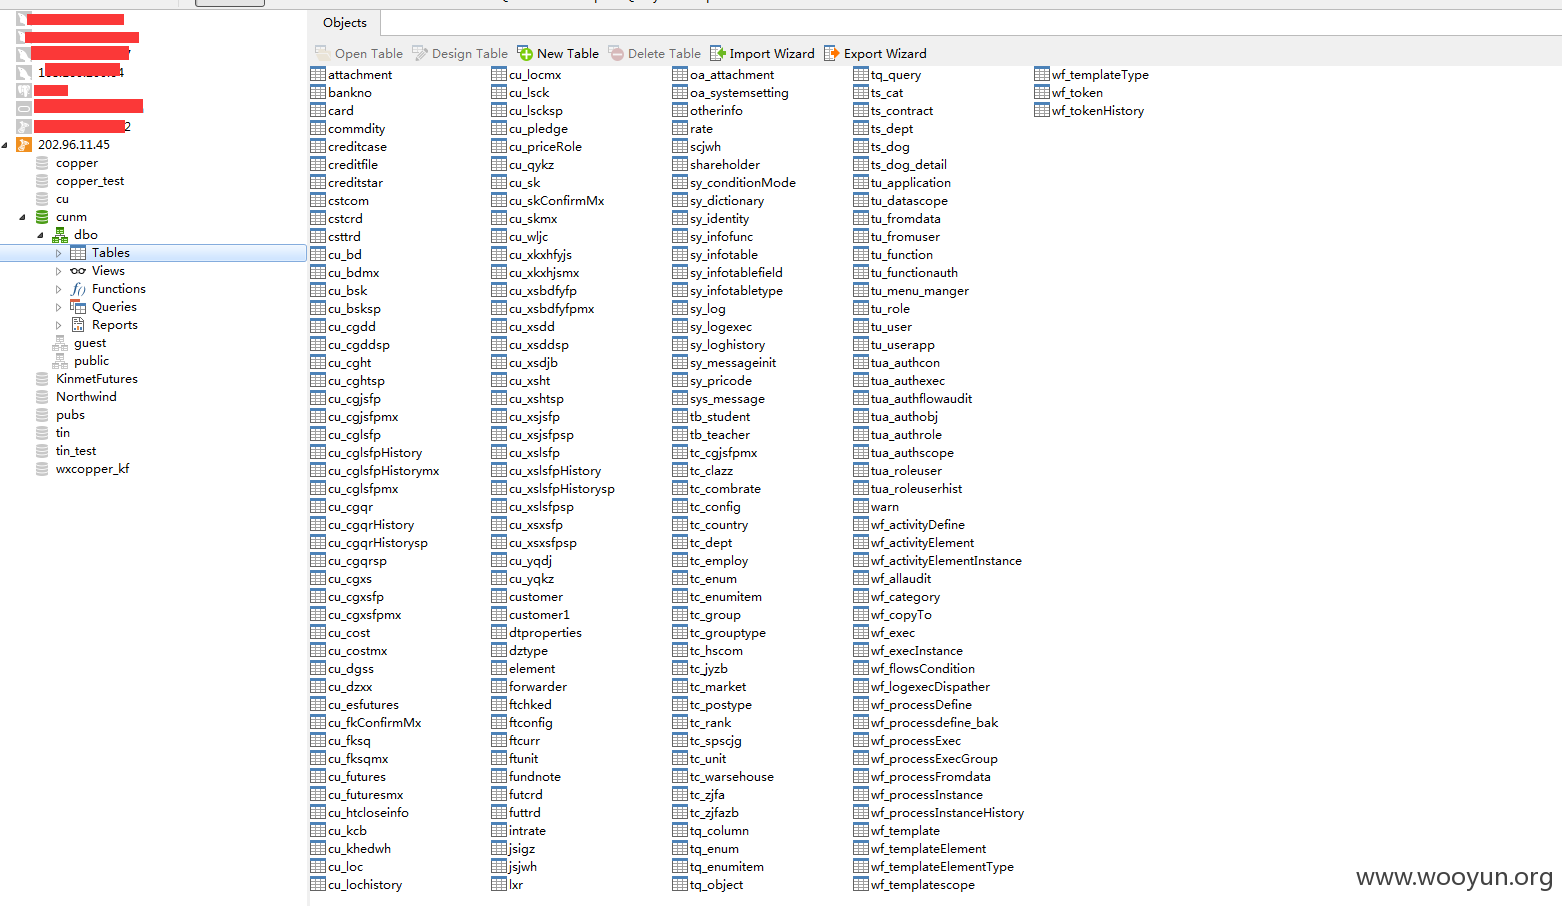 Objects
Open Table Design Table New Table Delete Table Import Wizard Export Wizard
202.96.11.45
copper
copper_test
cu
cunm
dbo
Tables
Views
Functions
Queries
Reports
guest
public
KinmetFutures
Northwind
pubs
tin
tin_test
wxcopper_kf
attachment
bankno
card
commdity
creditcase
creditfile
creditstar
cstcom
cstcrd
csttrd
cu_bd
cu_bdmx
cu_bsk
cu_bsksp
cu_cgdd
cu_cgddsp
cu_cght
cu_cghtsp
cu_cgjsfp
cu_cgjsfpmx
cu_cglsfp
cu_cglsfpHistory
cu_cglsfpHistorymx
cu_cglsfpmx
cu_cgqr
cu_cgqrHistory
cu_cgqrHistorysp
cu_cgqrsp
cu_cgxs
cu_cgxsfp
cu_cgxsfpmx
cu_cost
cu_costmx
cu_dgss
cu_dzxx
cu_esfutures
cu_fkConfirmMx
cu_fksq
cu_fksqmx
cu_futures
cu_futuresmx
cu_htcloseinfo
cu_kcb
cu_khedwh
cu_loc
cu_lochistory
cu_locmx
cu_lsck
cu_lscksp
cu_pledge
cu_priceRole
cu_qykz
cu_sk
cu_skConfirmMx
cu_skmx
cu_wljc
cu_xkxhfyjs
cu_xkxhjsmx
cu_xsbdfyfp
cu_xsbdfyfpmx
cu_xsdd
cu_xsddsp
cu_xsdjb
cu_xsht
cu_xshtsp
cu_xsjsfp
cu_xsjsfpsp
cu_xslsfp
cu_xslsfpHistory
cu_xslsfpHistorysp
cu_xslsfpsp
cu_xsxsfp
cu_xsxsfpsp
cu_yqdj
cu_yqkz
customer
customer1
dtproperties
dztype
element
forwarder
ftchked
ftconfig
ftcurr
ftunit
fundnote
futcrd
futtrd
intrate
jsigz
jsjwh
lxr
oa_attachment
oa_systemsetting
otherinfo
rate
scjwh
shareholder
sy_conditionMode
sy_dictionary
sy_identity
sy_infofunc
sy_infotable
sy_infotablefield
sy_infotabletype
sy_log
sy_logexec
sy_loghistory
sy_messageinit
sy_pricode
sys_message
tb_student
tb_teacher
tc_cgjsfpmx
tc_clazz
tc_combrate
tc_config
tc_country
tc_dept
tc_employ
tc_enum
tc_enumitem
tc_group
tc_grouptype
tc_hscom
tc_jyzb
tc_market
tc_postype
tc_rank
tc_spscjg
tc_unit
tc_warsehouse
tc_zjfa
tc_zjfazb
tq_column
tq_enum
tq_enumitem
tq_object
tq_query
ts_cat
ts_contract
ts_dept
ts_dog
ts_dog_detail
tu_application
tu_datascope
tu_fromdata
tu_fromuser
tu_function
tu_functionauth
tu_menu_manger
tu_role
tu_user
tu_userapp
tua_authcon
tua_authexec
tua_authflowaudit
tua_authobj
tua_authrole
tua_authscope
tua_roleuser
tua_roleuserhist
warn
wf_activityDefine
wf_activityElement
wf_activityElementInstance
wf_allaudit
wf_category
wf_copyTo
wf_exec
wf_execInstance
wf_flowsCondition
wf_logexecDispather
wf_processDefine
wf_processdefine_bak
wf_processExec
wf_processExecGroup
wf_processFromdata
wf_processInstance
wf_processInstanceHistory
wf_template
wf_templateElement
wf_templateElementType
wf_templatescope
wf_templateType
wf_token
wf_tokenHistory
www.wooyun.org